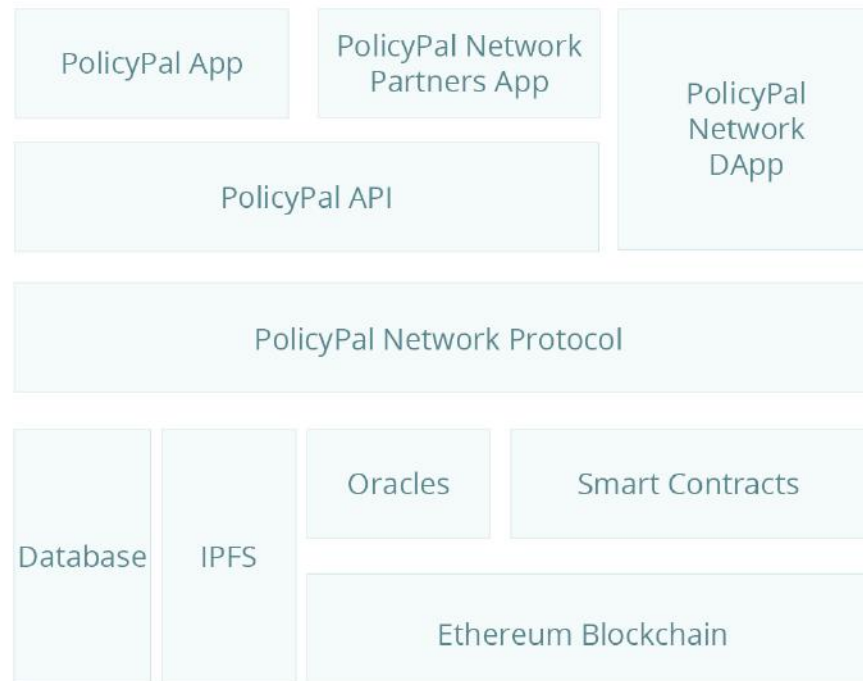 PolicyPal App
PolicyPal Network
Partners App
PolicyPal
Network
DApp
PolicyPal API
PolicyPal Network Protocol
Database
IPFS
Oracles
Smart Contracts
Ethereum Blockchain